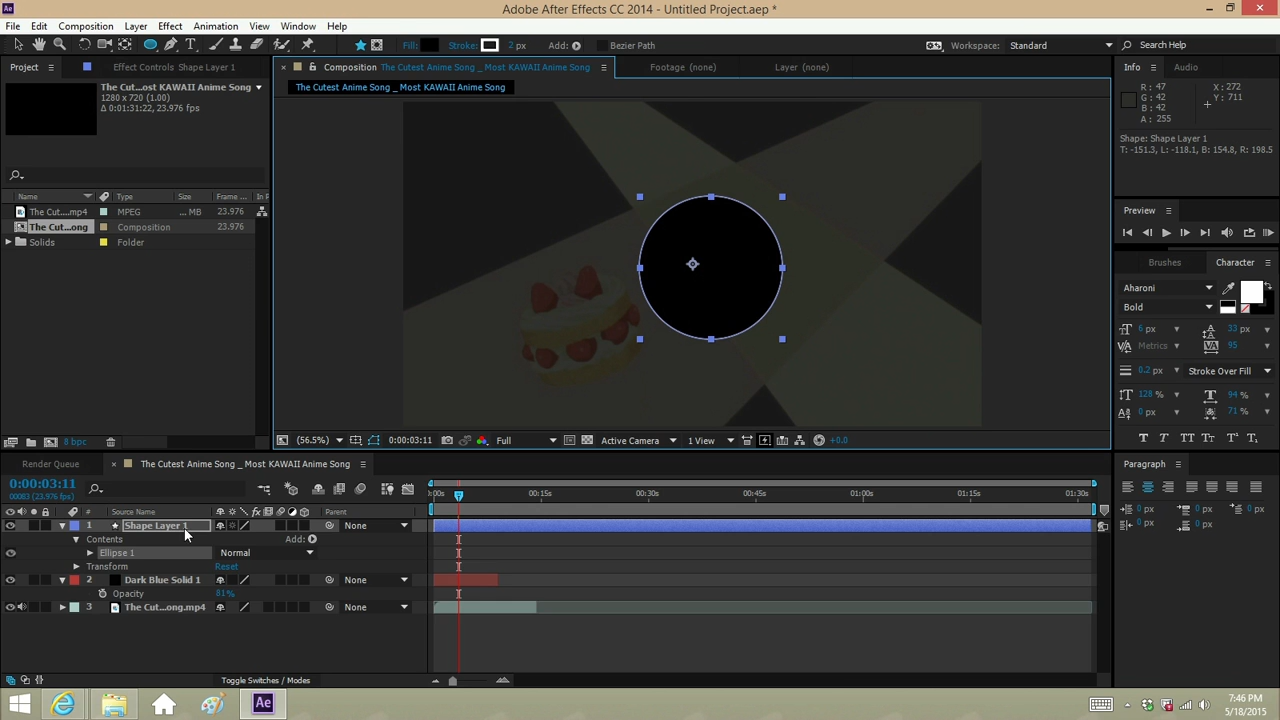 Ae Adobe After Effects CC 2014 - Untitled Project.aep *
File Edit Composition Layer Effect Animation View Window Help
Fill: Stroke: 2 px Add: Bezier Path Workspace: Standard Search Help
Project Effect Controls Shape Layer 1
The Cut...ost KAWAII Anime Song
1280 x 720 (1.00)
Δ 0:01:31:22, 23.976 fps
Name Type Size Frame... In P
The Cut....mp4 MPEG ... MB 23.976
The Cut...ong Composition 23.976
Solids Folder
8 bpc
Composition The Cutest Anime Song _ Most KAWAII Anime Song Footage (none) Layer (none)
The Cutest Anime Song _ Most KAWAII Anime Song
(56.5%) 0:00:03:11 Full Active Camera 1 View +0.0
Info Audio
R: 47 X: 272
G: 42 Y: 711
B: 42
A: 255
Shape: Shape Layer 1
T: -151.3, L: -118.1, B: 154.8, R: 198.5
Preview
Brushes Character
Aharoni
Bold
6 px 33 px
Metrics 95
0.2 px Stroke Over Fill
128 % 94 %
0 px 71 %
T T TT Tt T' T,
Paragraph
0 px 0 px 0 px
0 px 0 px
Render Queue The Cutest Anime Song _ Most KAWAII Anime Song
0:00:03:11
00083 (23.976 fps)
# Source Name Parent
1 Shape Layer 1 None
Contents Add:
Ellipse 1 Normal
Transform Reset
2 Dark Blue Solid 1 None
Opacity 81%
3 The Cut...ong.mp4 None
:00s 00:15s 00:30s 00:45s 01:00s 01:15s 01:30s
Toggle Switches / Modes
Ae
7:46 PM
5/18/2015